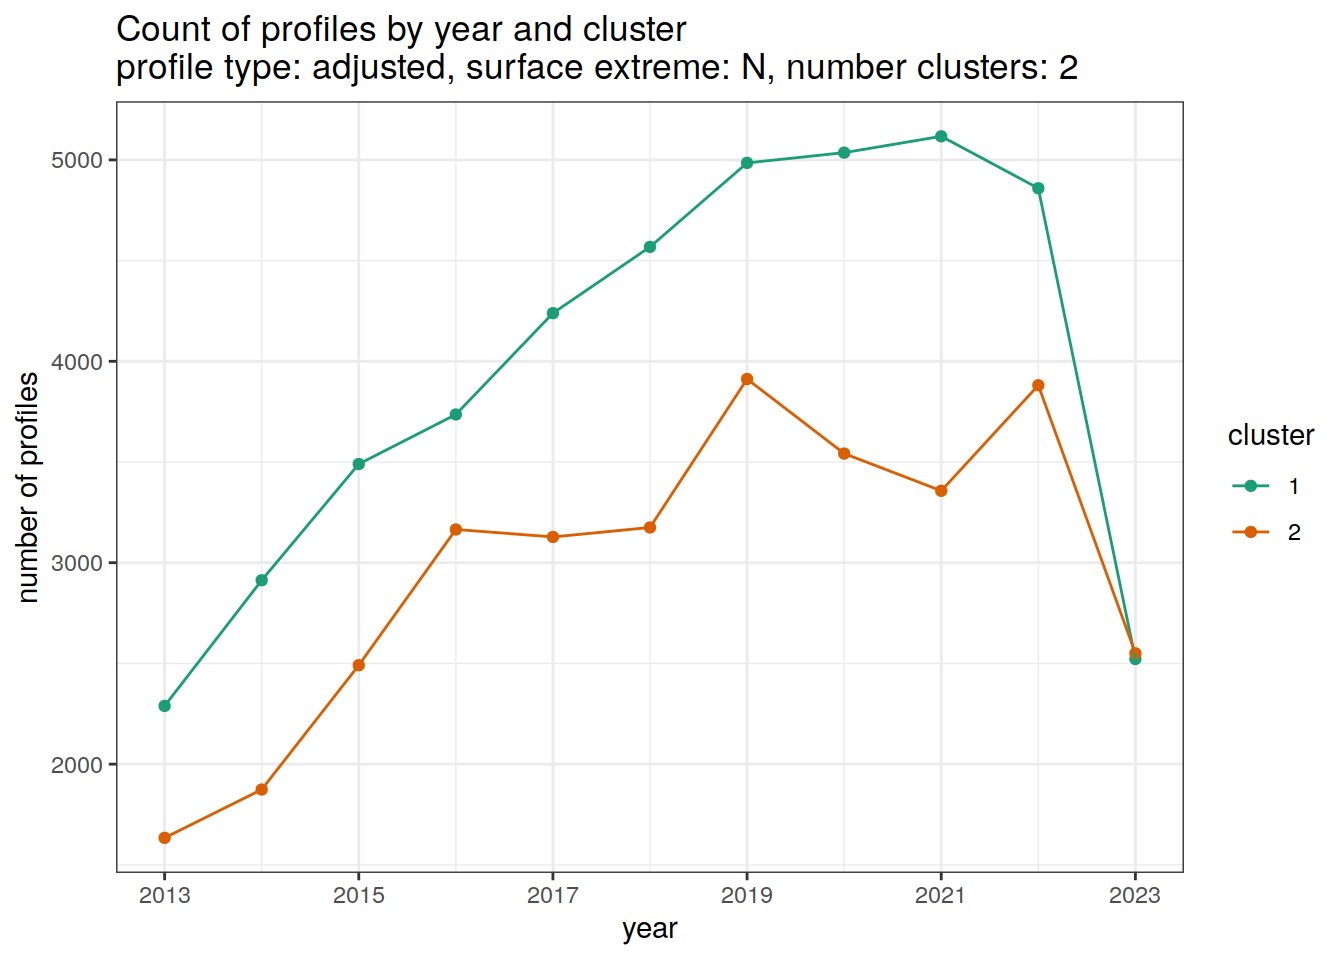 Count of profiles by year and cluster
profile type: adjusted, surface extreme: N, number clusters: 2
number of profiles
5000
4000
3000
2000
2013 2015 2017 2019 2021 2023
year
cluster
1
2